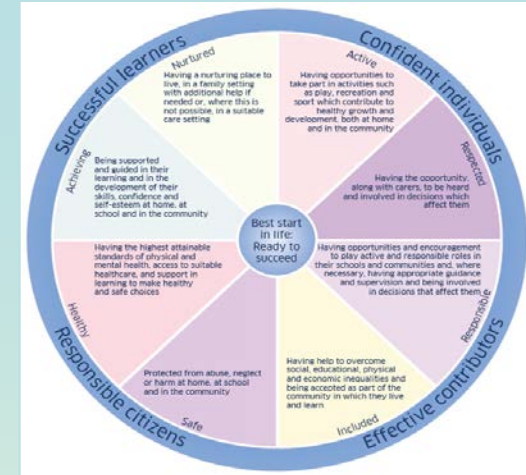 Successful learners
Confident individuals
Nurtured
Having a nurturing place to
live, in a family setting
with additional help if
needed or, where this is
not possible, in a suitable
care setting
Active
Having opportunities to
take part in activities such
as play, recreation and
sport which contribute to
healthy growth and
development, both at home
and in the community
Achieving
Being supported
and guided in their
learning and in the
development of their
skills, confidence and
self-esteem at home, at
school and in the community
Respected
Having the opportunity,
along with carers, to be heard
and involved in decisions which
affect them
Best start
in life:
Ready to
succeed
Healthy
Having the highest attainable
standards of physical and
mental health, access to suitable
healthcare, and support in
learning to make healthy
and safe choices
Having opportunities and encouragement
to play active and responsible roles in
their schools and communities and, where
necessary, having appropriate guidance
and supervision and being involved
in decisions that affect them
Responsible
Protected from abuse, neglect
or harm at home, at school
and in the community
Safe
Having help to overcome
social, educational, physical
and economic inequalities and
being accepted as part of the
community in which they live
and learn
Included
Responsible citizens
Effective contributors